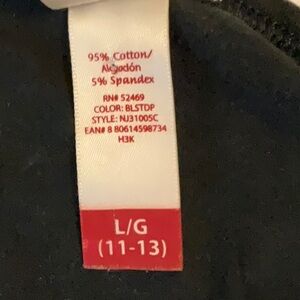 95% Cotton/
Algodón
5% Spandex
RN# 52469
COLOR: BLSTDP
STYLE: NJ31005C
EAN# 8 80614598734
H3K
L/G
(11-13)